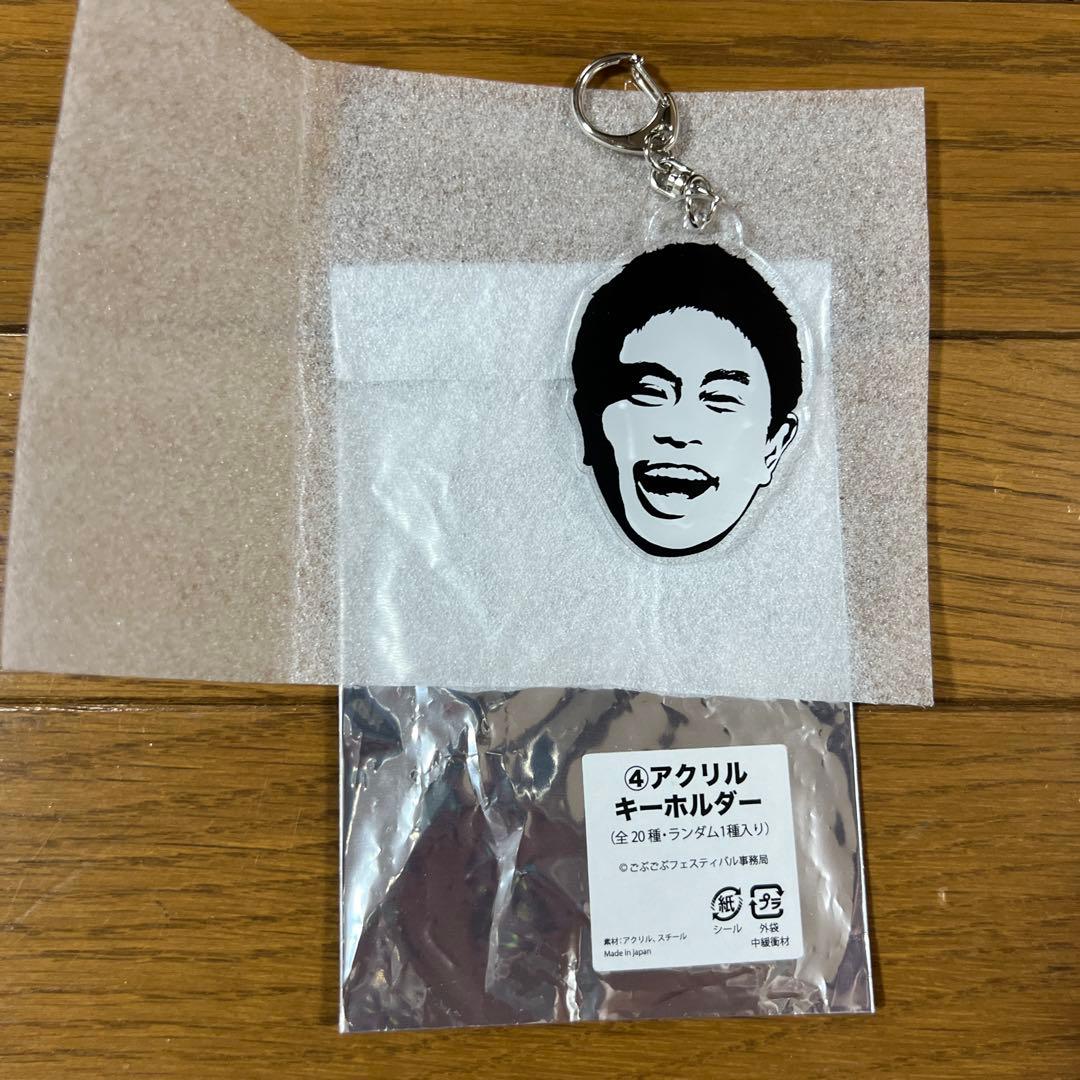 ④アクリル
キーホルダー
（全20種・ランダム1種入り）
©ごぶごぶフェスティバル事務局
紙
シール
プラ
外袋
中緩衝材
素材：アクリル、スチール
Made in japan